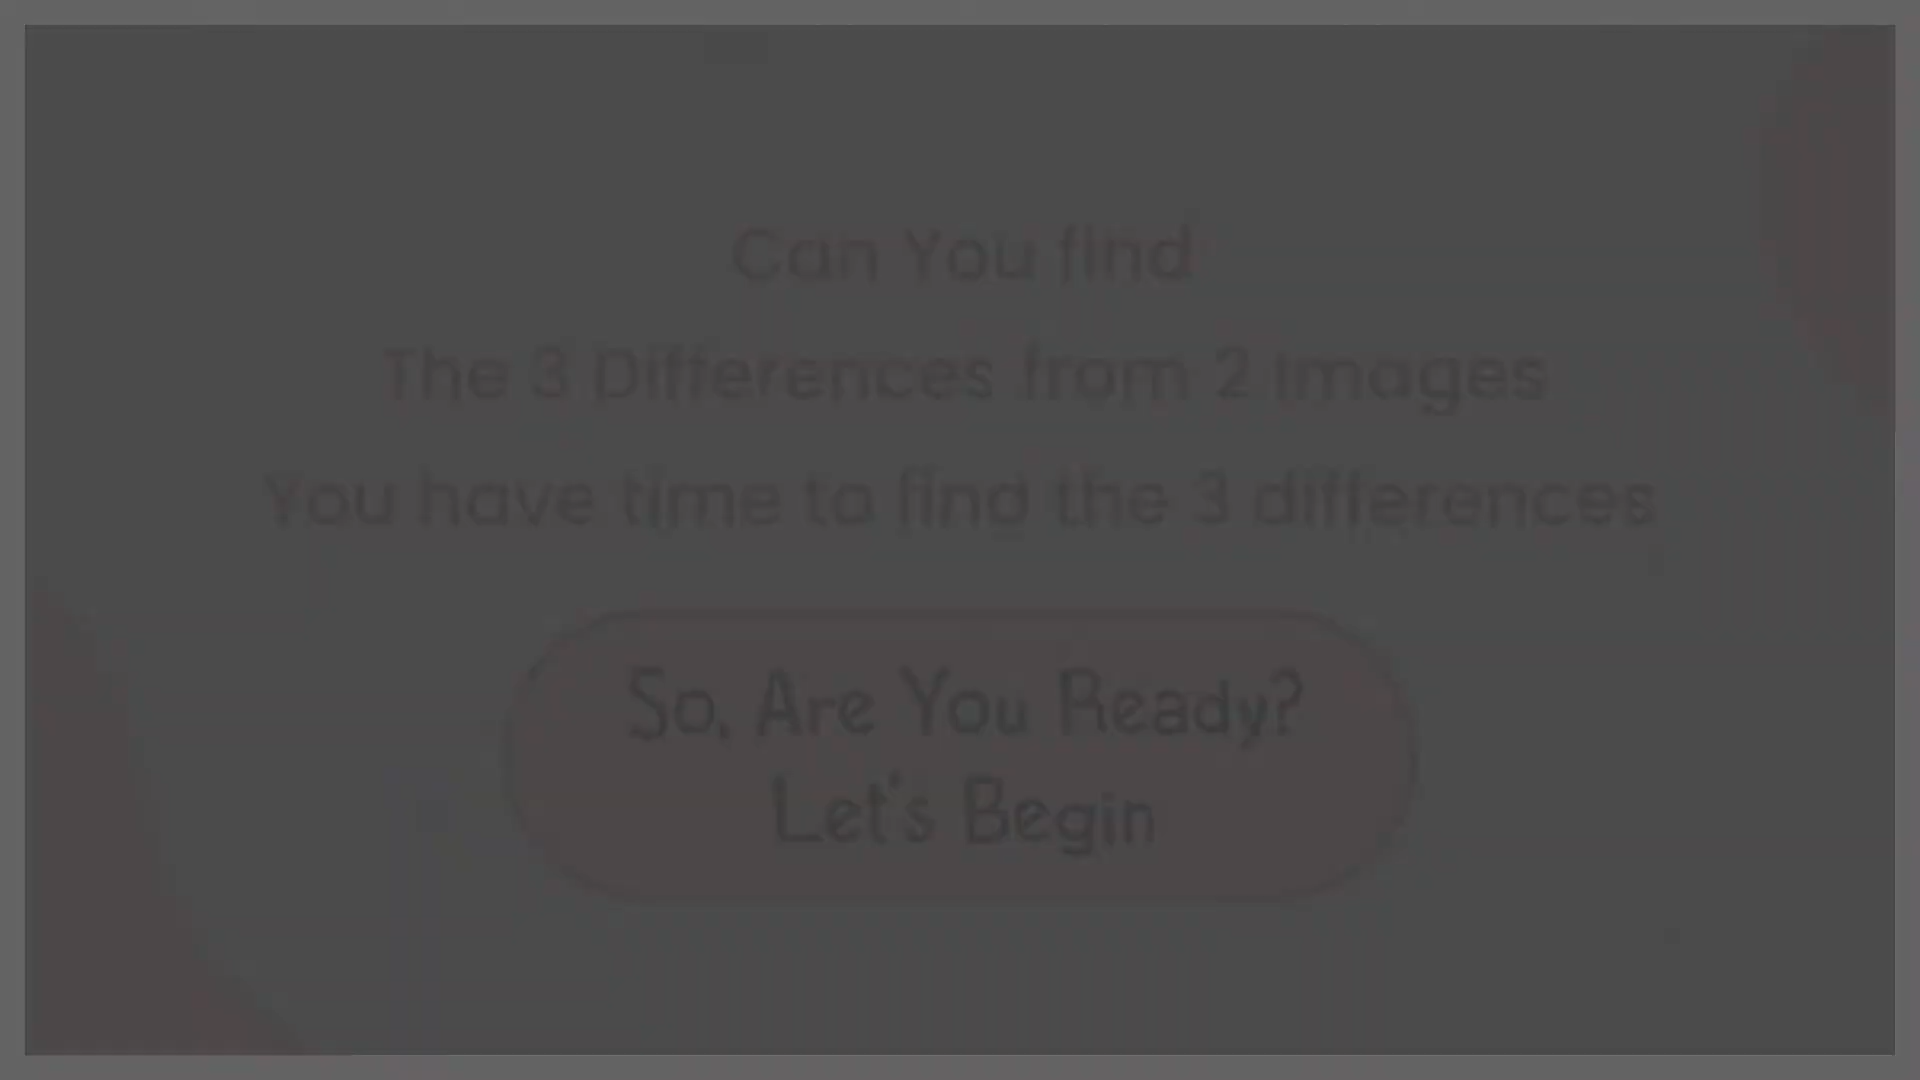 Can You find
The 3 Differences from 2 Images
You have time to find the 3 differences
So, Are You Ready?
Let's Begin